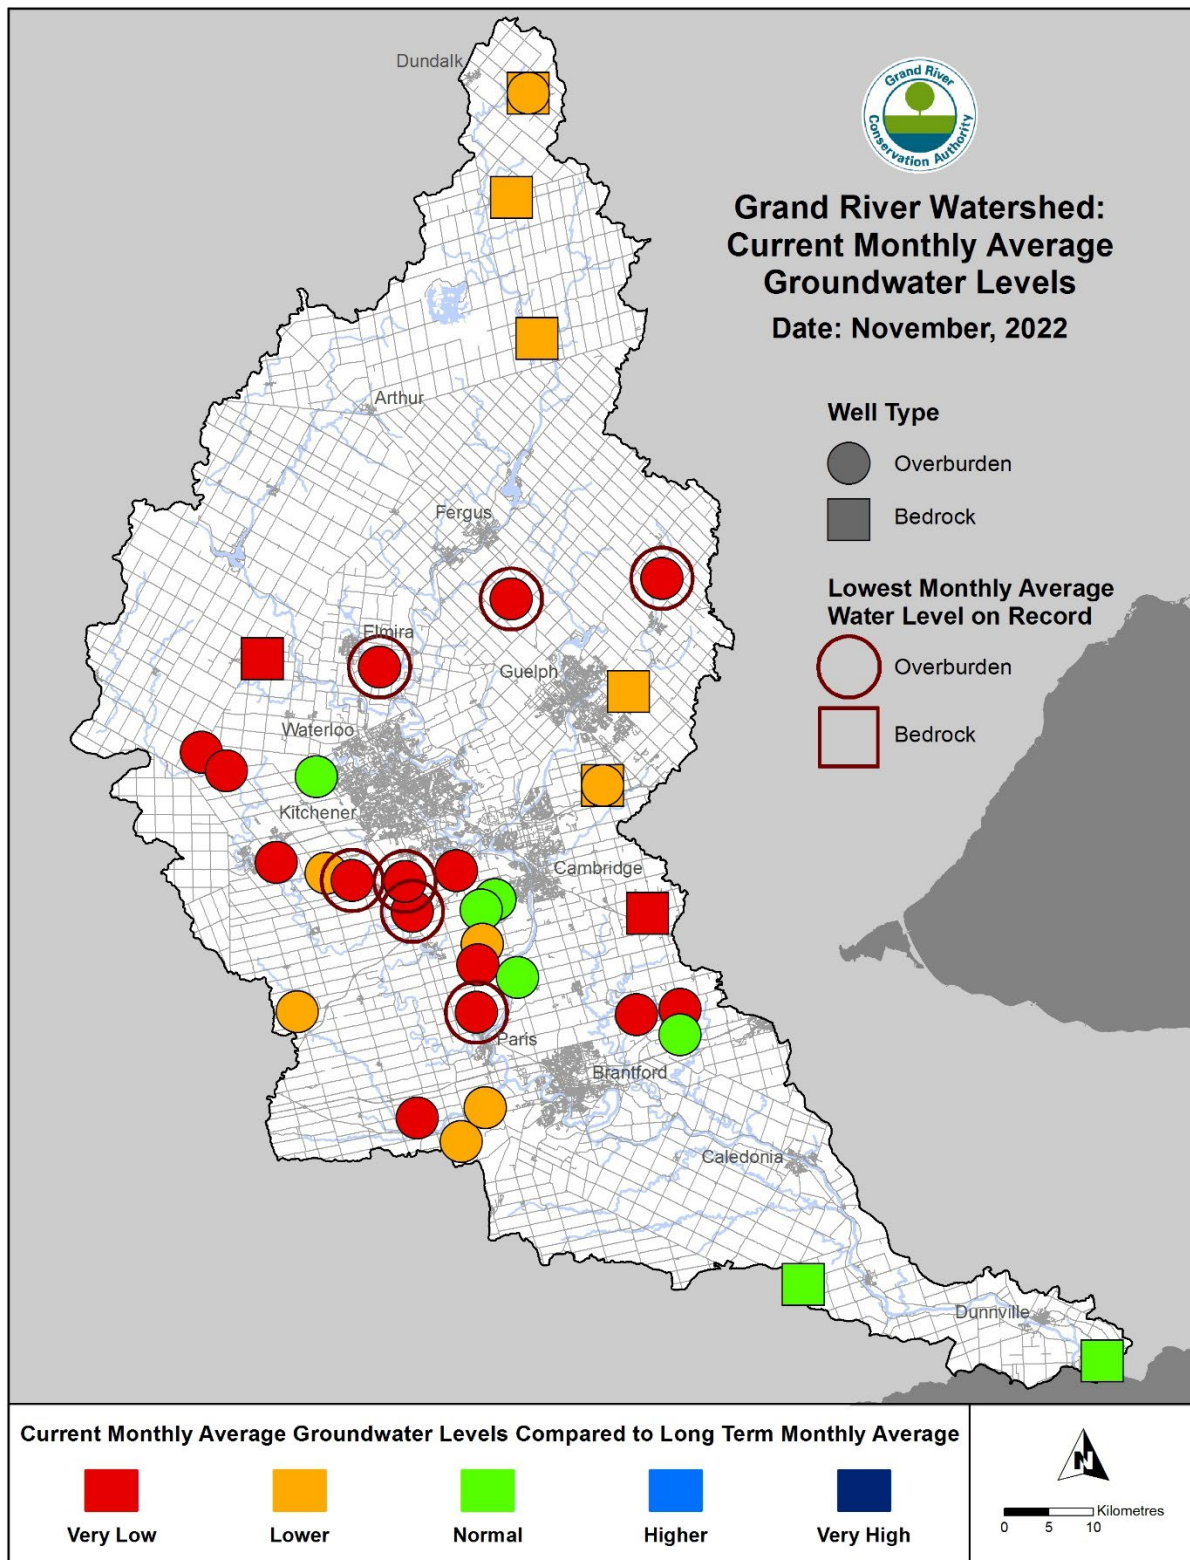 Dundalk
Grand River
Conservation Authority
Grand River Watershed:
Current Monthly Average
Groundwater Levels
Date: November, 2022
Arthur
Well Type
Overburden
Fergus
Bedrock
Lowest Monthly Average
Water Level on Record
Elmira
Overburden
Guelph
Waterloo
Bedrock
Kitchener
Cambridge
Paris
Brantford
Caledonia
Dunnville
Current Monthly Average Groundwater Levels Compared to Long Term Monthly Average
Very Low
Lower
Normal
Higher
Very High
N
Kilometres
0 5 10